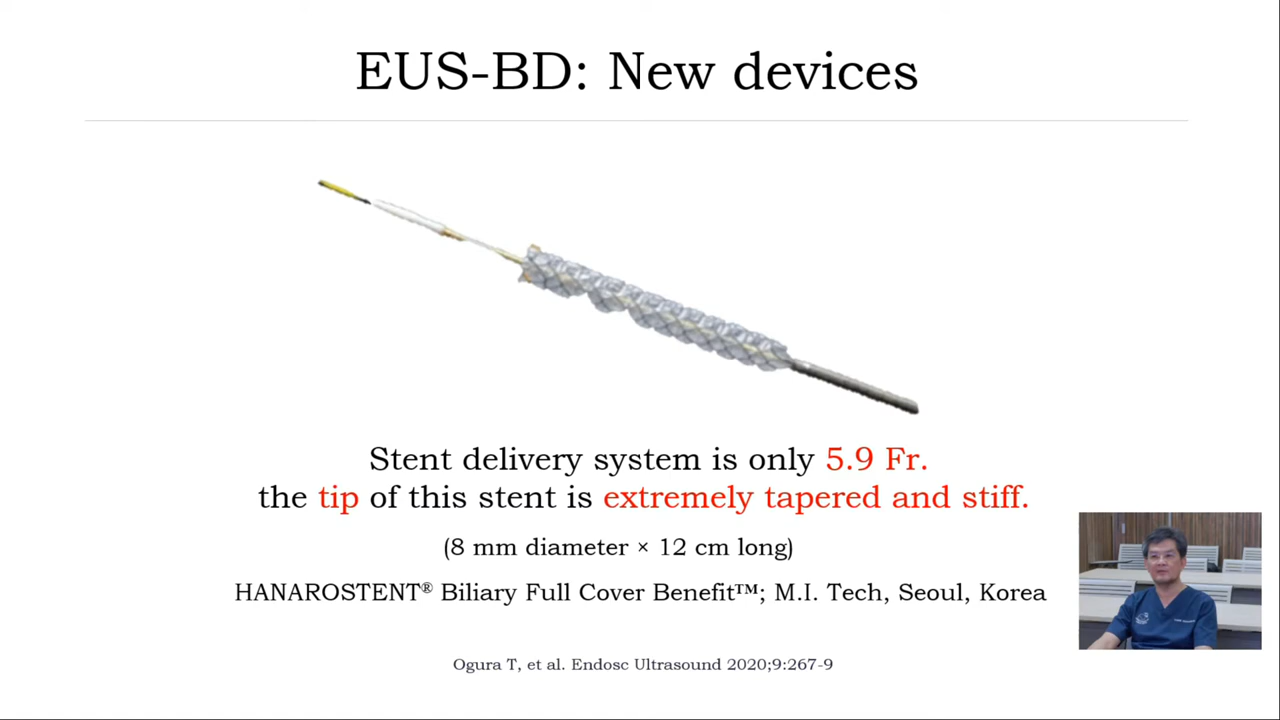 EUS-BD: New devices
Stent delivery system is only 5.9 Fr.
the tip of this stent is extremely tapered and stiff.
(8 mm diameter × 12 cm long)
HANAROSTENT® Biliary Full Cover Benefit™; M.I. Tech, Seoul, Korea
Ogura T, et al. Endosc Ultrasound 2020;9:267-9